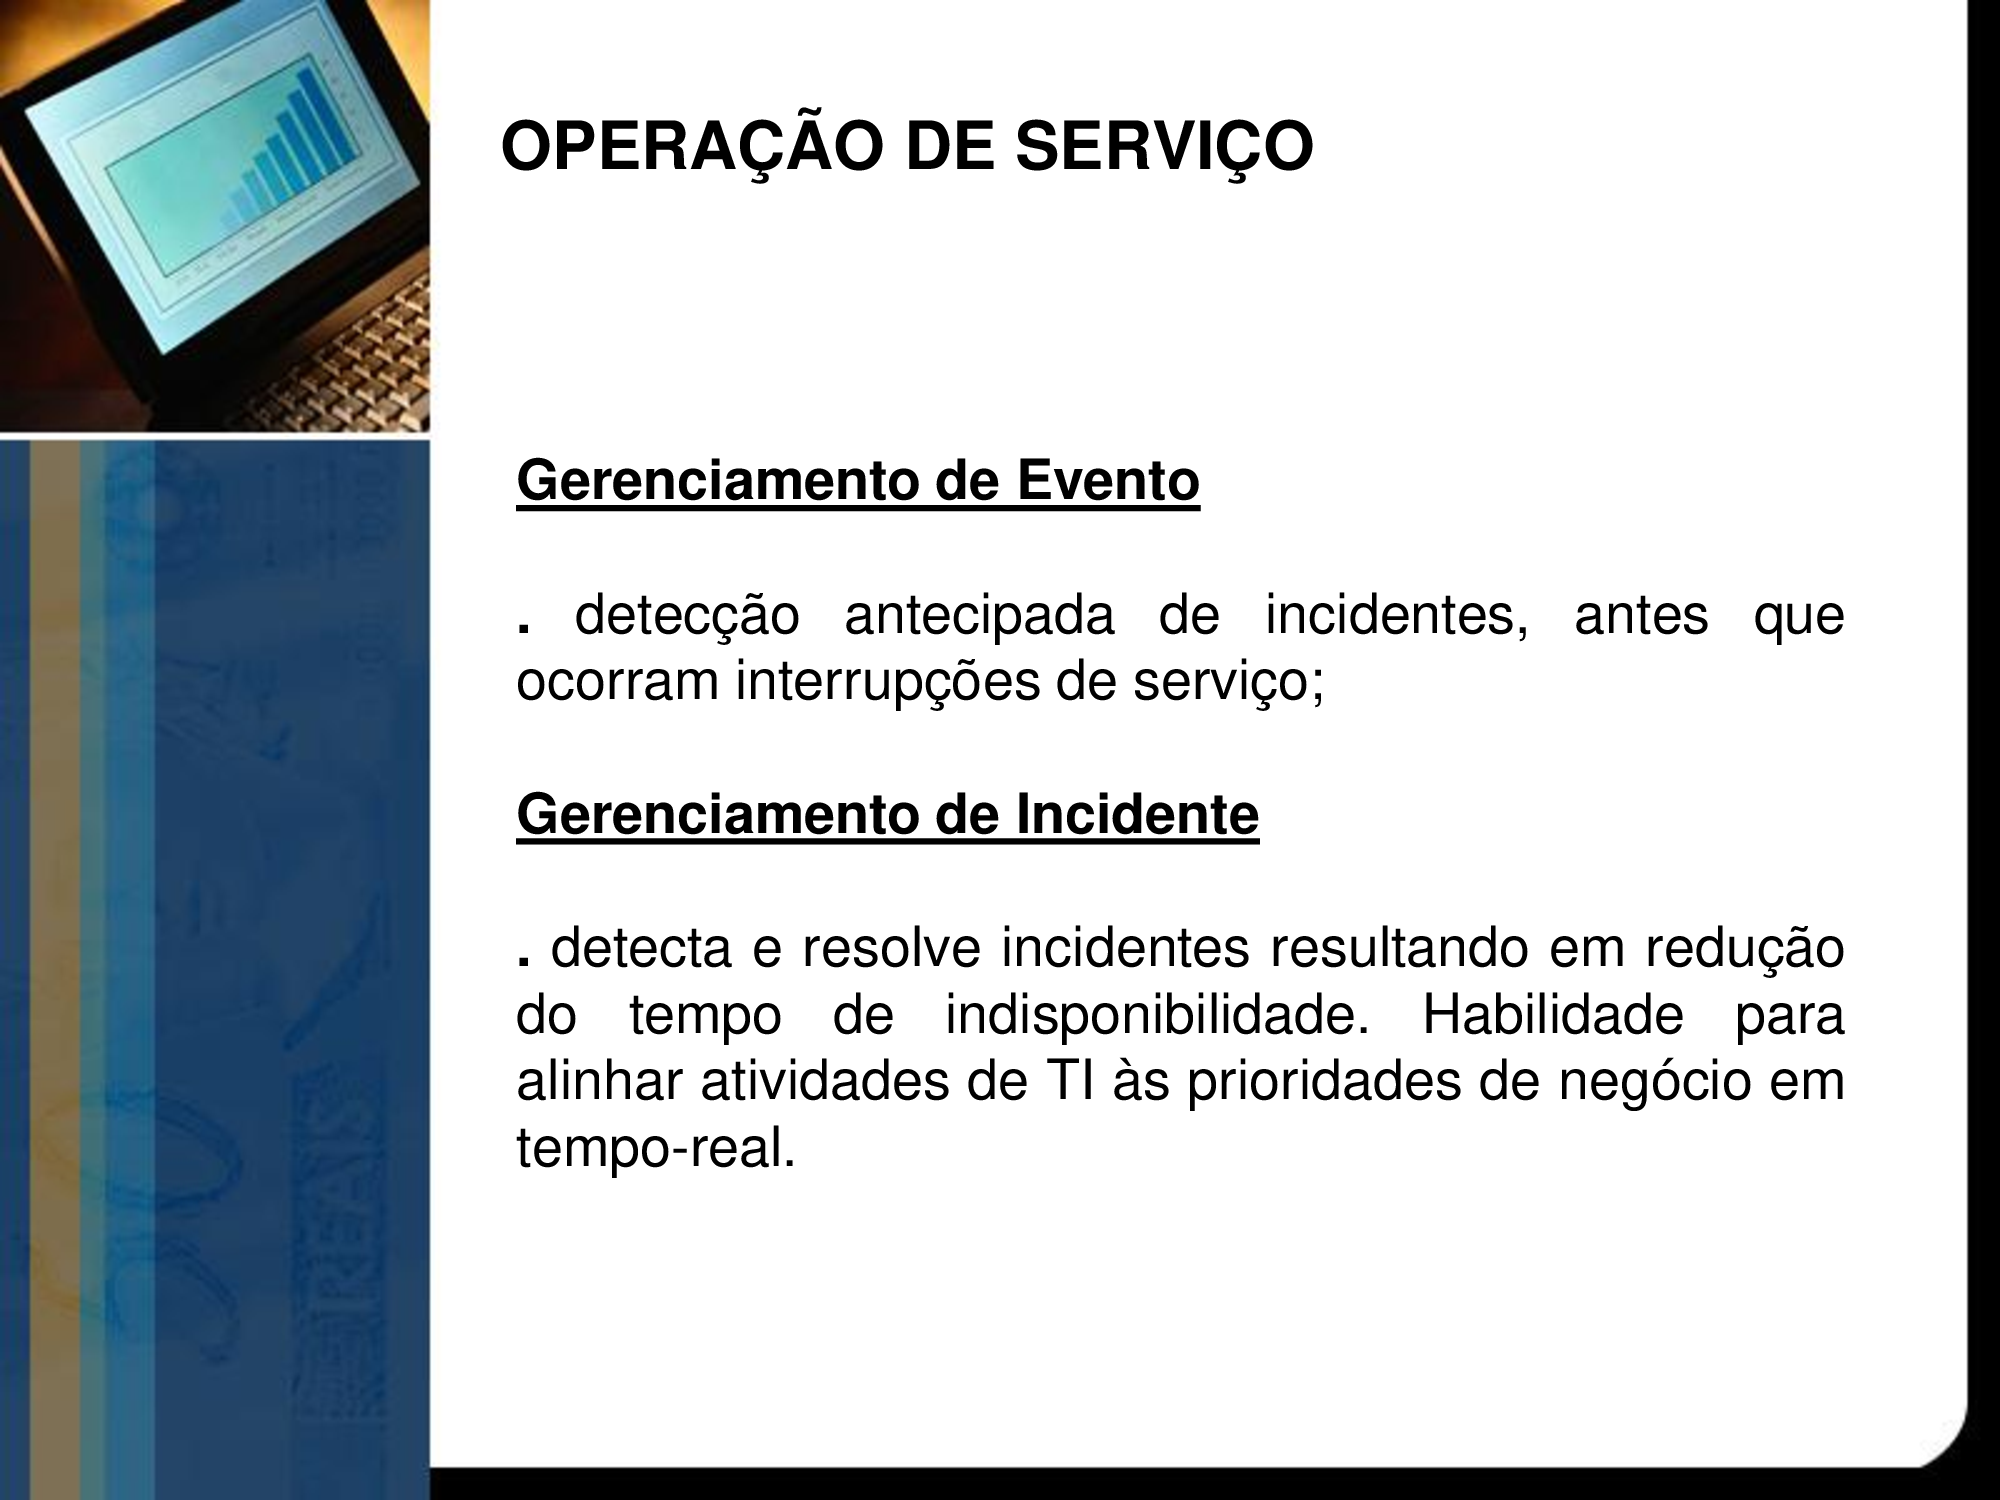 OPERAÇÃO DE SERVIÇO
Gerenciamento de Evento
. detecção antecipada de incidentes, antes que
ocorram interrupções de serviço;
Gerenciamento de Incidente
. detecta e resolve incidentes resultando em redução
do tempo de indisponibilidade. Habilidade para
alinhar atividades de TI às prioridades de negócio em
tempo-real.
REAIS